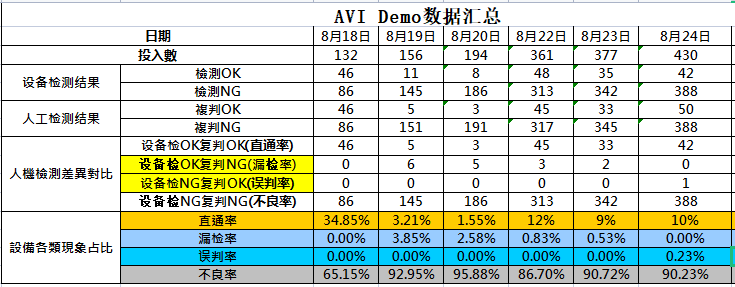 AVI Demo数据汇总
日期 8月18日 8月19日 8月20日 8月22日 8月23日 8月24日
投入數 132 156 194 361 377 430
设备检测结果 檢測OK 46 11 8 48 35 42
檢測NG 86 145 186 313 342 388
人工检测结果 複判OK 46 5 3 45 33 50
複判NG 86 151 191 317 345 388
人機檢測差異對比 设备检OK复判OK(直通率) 46 5 3 45 33 42
设备检OK复判NG(漏检率) 0 6 5 3 2 0
设备检NG复判OK(误判率) 0 0 0 0 0 1
设备检NG复判NG(不良率) 86 145 186 313 342 388
設備各類現象占比 直通率 34.85% 3.21% 1.55% 12% 9% 10%
漏检率 0.00% 3.85% 2.58% 0.83% 0.53% 0.00%
误判率 0.00% 0.00% 0.00% 0.00% 0.00% 0.23%
不良率 65.15% 92.95% 95.88% 86.70% 90.72% 90.23%